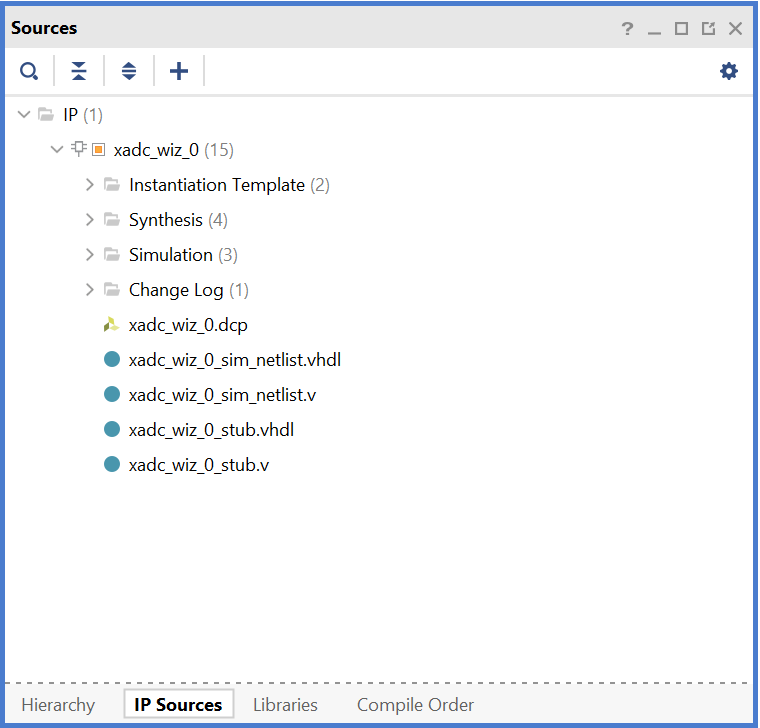 Sources
?
IP (1)
xadc_wiz_0 (15)
Instantiation Template (2)
Synthesis (4)
Simulation (3)
Change Log (1)
xadc_wiz_0.dcp
xadc_wiz_0_sim_netlist.vhdl
xadc_wiz_0_sim_netlist.v
xadc_wiz_0_stub.vhdl
xadc_wiz_0_stub.v
Hierarchy IP Sources Libraries Compile Order